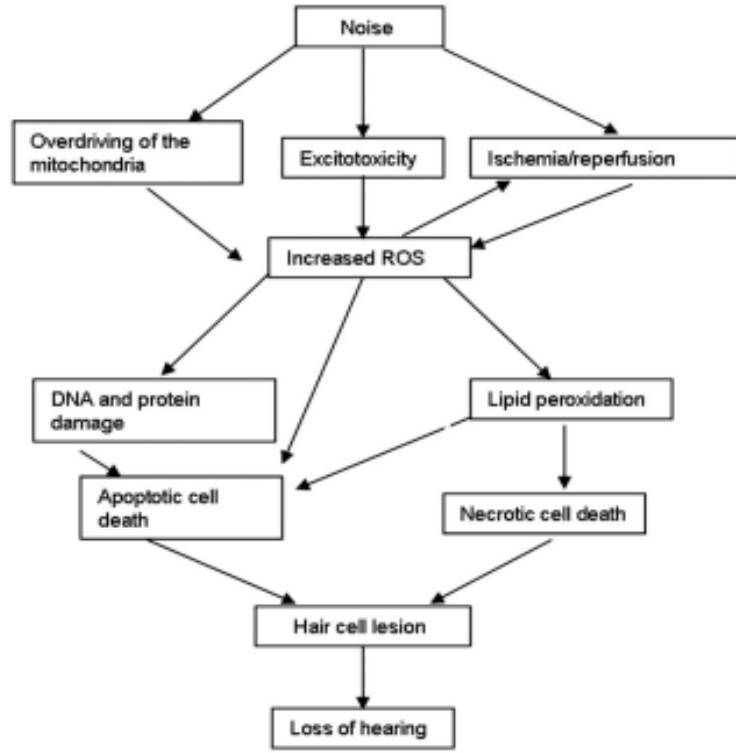 Noise
Overdriving of the
mitochondria
Excitotoxicity
Ischemia/reperfusion
Increased ROS
DNA and protein
damage
Lipid peroxidation
Apoptotic cell
death
Necrotic cell death
Hair cell lesion
Loss of hearing